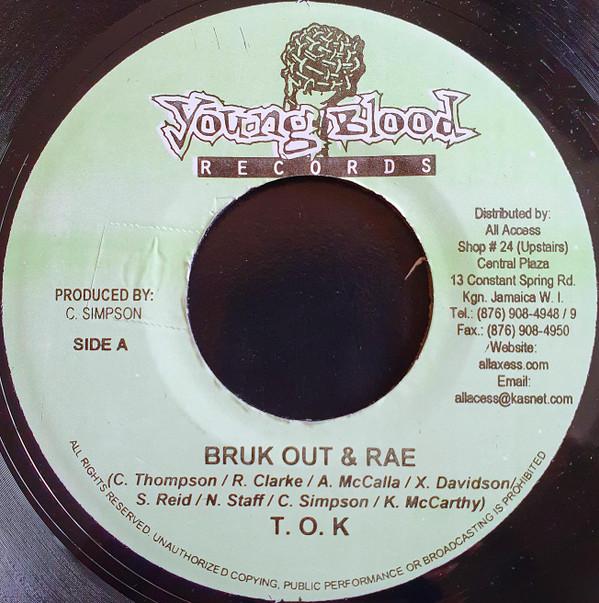 Young Blood
RECORDS
Distributed by:
All Access
Shop # 24 (Upstairs)
Central Plaza
13 Constant Spring Rd.
Kgn. Jamaica W. I.
Tel.: (876) 908-4948 / 9
Fax.: (876) 908-4950
Website:
allaxess.com
Email:
allacess@kasnet.com
PRODUCED BY:
C. SIMPSON
SIDE A
BRUK OUT & RAE
(C. Thompson / R. Clarke / A. McCalla / X. Davidson/
S. Reid / N. Staff / C. Simpson / K. McCarthy)
T. O. K
ALL RIGHTS RESERVED. UNAUTHORIZED COPYING, PUBLIC PERFORMANCE OR BROADCASTING IS PROHIBITED